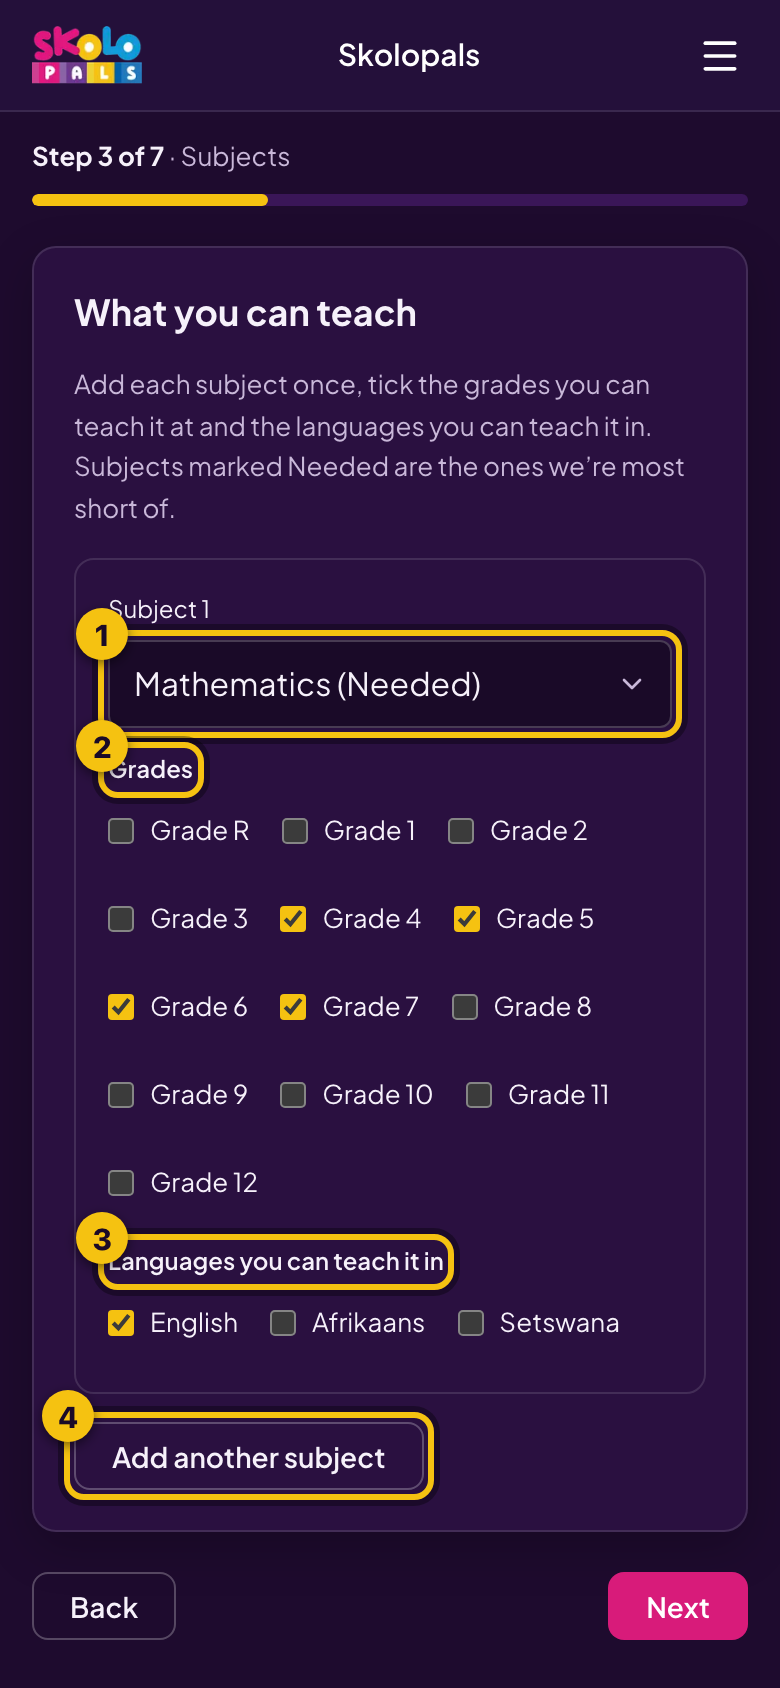 SKOLO
PALS
Skolopals
Step 3 of 7 · Subjects
What you can teach
Add each subject once, tick the grades you can
teach it at and the languages you can teach it in.
Subjects marked Needed are the ones we’re most
short of.
Subject 1
1
Mathematics (Needed)
2
Grades
Grade R Grade 1 Grade 2
Grade 3 Grade 4 Grade 5
Grade 6 Grade 7 Grade 8
Grade 9 Grade 10 Grade 11
Grade 12
3
Languages you can teach it in
English Afrikaans Setswana
4
Add another subject
Back Next